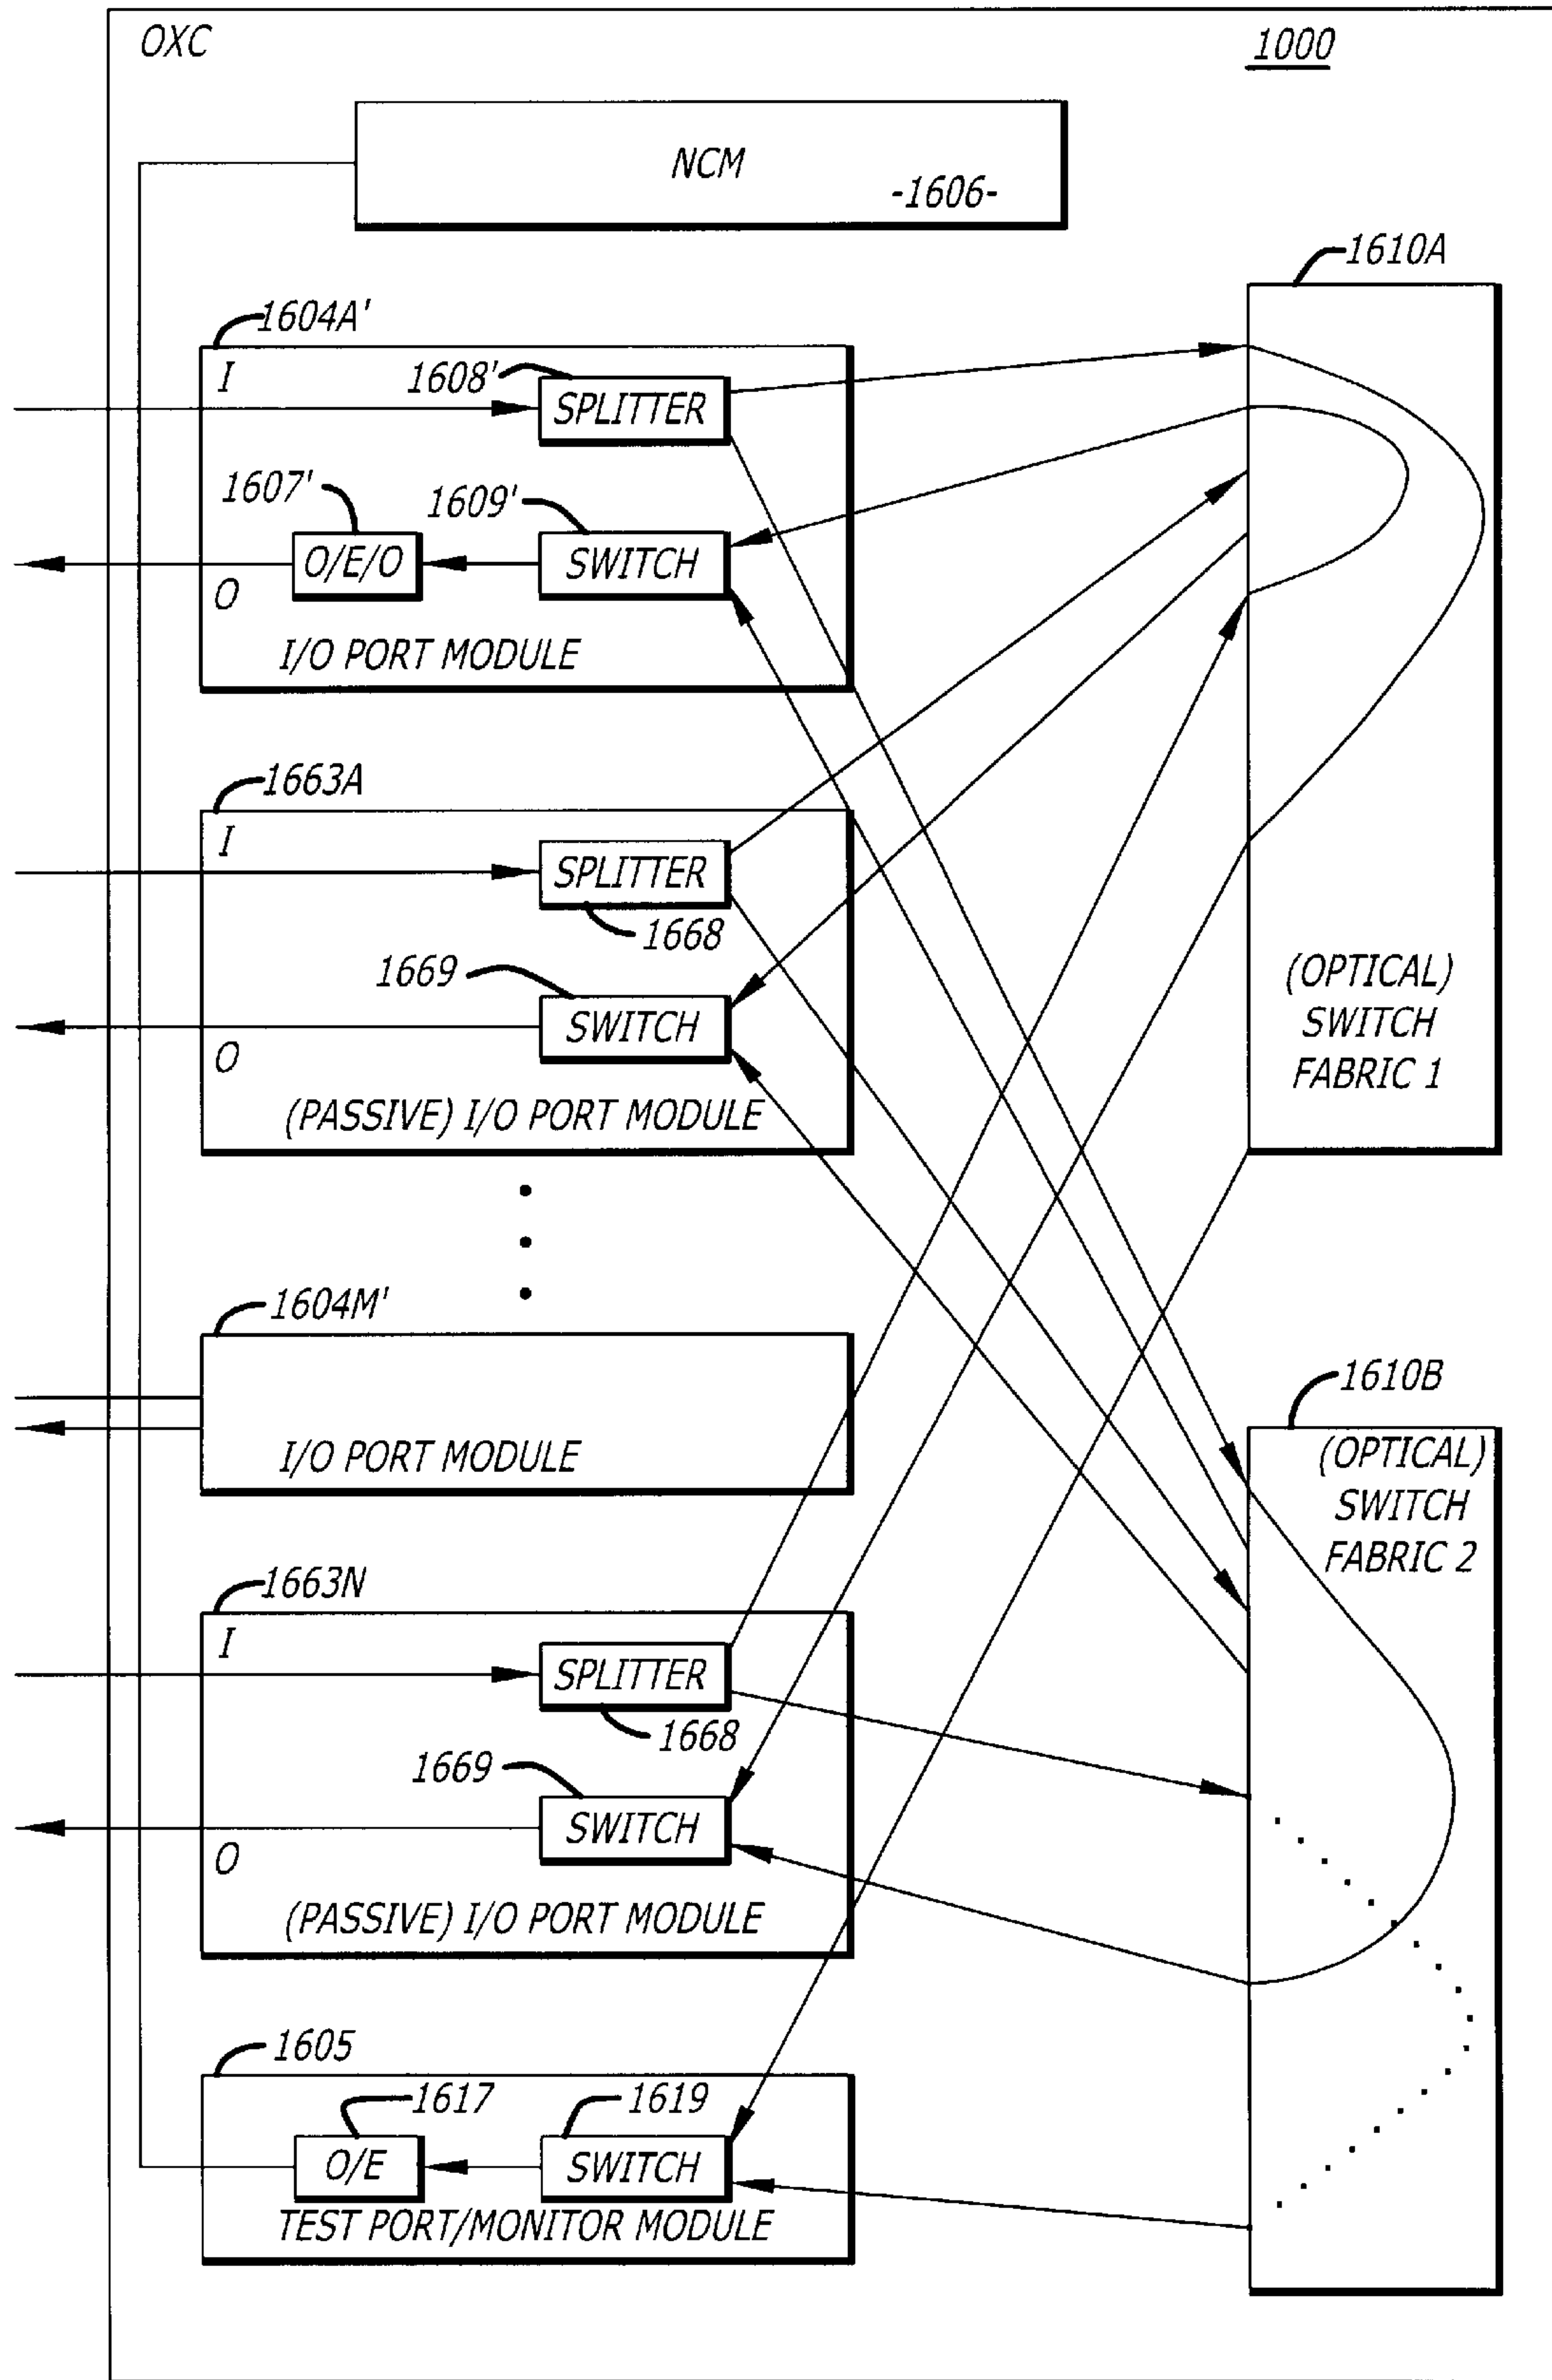 OXC
1000
NCM
-1606-
1610A
1604A'
I
1608'
SPLITTER
1607'
1609'
O/E/O
SWITCH
O
I/O PORT MODULE
1663A
I
SPLITTER
1668
1669
SWITCH
O
(PASSIVE) I/O PORT MODULE
(OPTICAL)
SWITCH
FABRIC 1
1604M'
I/O PORT MODULE
1610B
(OPTICAL)
SWITCH
FABRIC 2
1663N
I
SPLITTER
1668
1669
SWITCH
O
(PASSIVE) I/O PORT MODULE
1605
1617
1619
O/E
SWITCH
TEST PORT/MONITOR MODULE